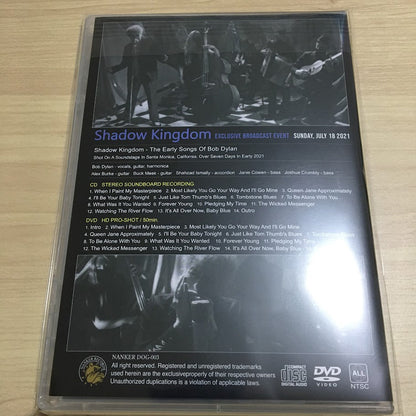 Shadow Kingdom EXCLUSIVE BROADCAST EVENT SUNDAY, JULY 18 2021
Shadow Kingdom - The Early Songs Of Bob Dylan
Shot On A Soundstage In Santa Monica, California. Over Seven Days In Early 2021
Bob Dylan - vocals, guitar, harmonica
Alex Burke - guitar Buck Meek - guitar, Shahzad Ismaily - accordion Janie Cowen - bass, Joshua Crumbly - bass
CD STEREO SOUNDBOARD RECORDING
1. When I Paint My Masterpiece 2. Most Likely You Go Your Way And I'll Go Mine 3. Queen Jane Approximately
4. I'll Be Your Baby Tonight 5. Just Like Tom Thumb's Blues 6. Tombstone Blues 7. To Be Alone With You
8. What Was It You Wanted 9. Forever Young 10. Pledging My Time 11. The Wicked Messenger
12. Watching The River Flow 13. It's All Over Now, Baby Blue 14. Outro
DVD HD PRO-SHOT / 50min.
1. Intro 2. When I Paint My Masterpiece 3. Most Likely You Go Your Way And I'll Go Mine
4. Queen Jane Approximately 5. I'll Be Your Baby Tonight 6. Just Like Tom Thumb's Blues 7. Tombstone Blues
8. To Be Alone With You 9. What Was It You Wanted 10. Forever Young 11. Pledging My Time
12. The Wicked Messenger 13. Watching The River Flow 14. It's All Over Now, Baby Blue
NANKER DOG-003
All right reserved. Registered and unregistered trademarks
used herein are the exclusiveproperty of their respective owners
Unauthorized duplications is a violation of applicable laws.
COMPACT
disc
DIGITAL AUDIO
DVD
VIDEO
ALL
NTSC